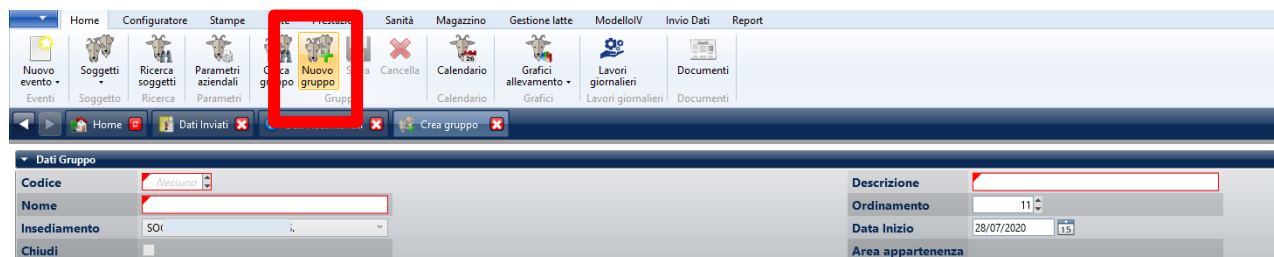 Home Configuratore Stampe Sanità Magazzino Gestione latte ModelloIV Invio Dati Report
Nuovo evento Soggetti Ricerca soggetti Parametri aziendali gruppo Nuovo gruppo Cancella Calendario Grafici allevamento Lavori giornalieri Documenti
Eventi Soggetto Ricerca Parametri Calendario Grafici Lavori giornalieri Documenti
Home Dati Inviati Crea gruppo
Dati Gruppo
Codice Nessuno Descrizione
Nome Ordinamento 11
Insediamento Data Inizio 28/07/2020 15
Chiudi Area appartenenza